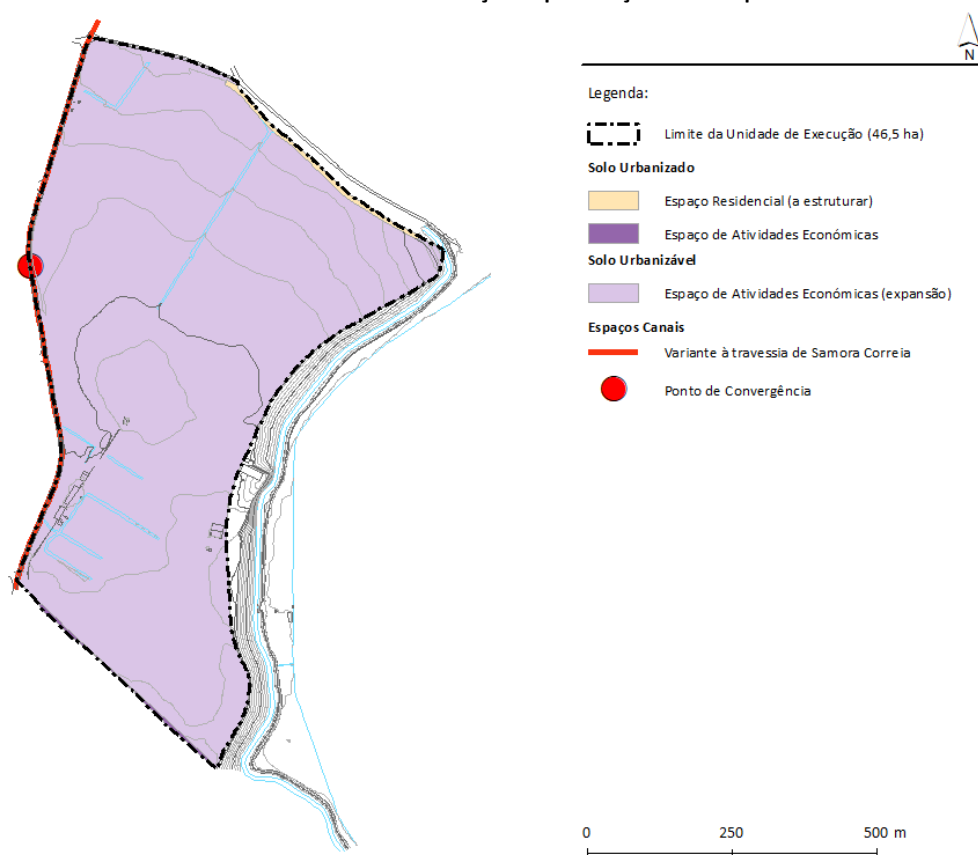 N
Legenda:
Limite da Unidade de Execução (46,5 ha)
Solo Urbanizado
Espaço Residencial (a estruturar)
Espaço de Atividades Económicas
Solo Urbanizável
Espaço de Atividades Económicas (expansão)
Espaços Canais
Variante à travessia de Samora Correia
Ponto de Convergência
0 250 500 m